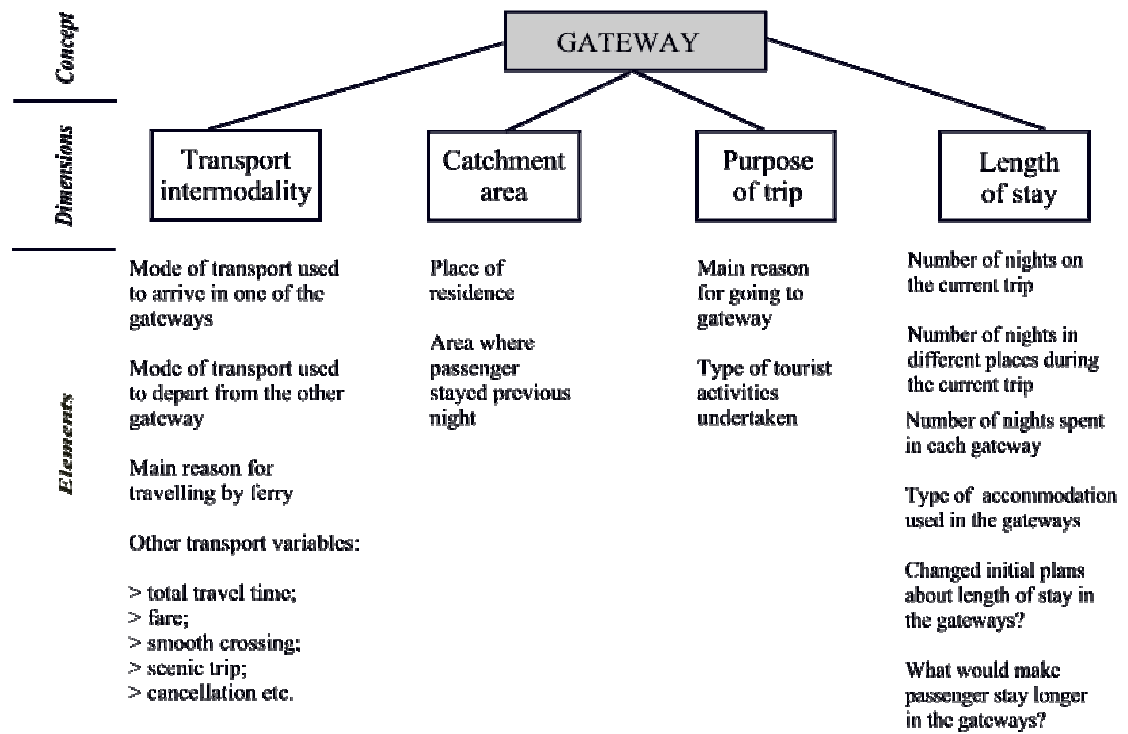 Concept
GATEWAY
Dimensions
Transport
intermodality
Catchment
area
Purpose
of trip
Length
of stay
Elements
Mode of transport used
to arrive in one of the
gateways
Mode of transport used
to depart from the other
gateway
Main reason for
travelling by ferry
Other transport variables:
> total travel time;
> fare;
> smooth crossing;
> scenic trip;
> cancellation etc.
Place of
residence
Area where
passenger
stayed previous
night
Main reason
for going to
gateway
Type of tourist
activities
undertaken
Number of nights on
the current trip
Number of nights in
different places during
the current trip
Number of nights spent
in each gateway
Type of accommodation
used in the gateways
Changed initial plans
about length of stay in
the gateways?
What would make
passenger stay longer
in the gateways?